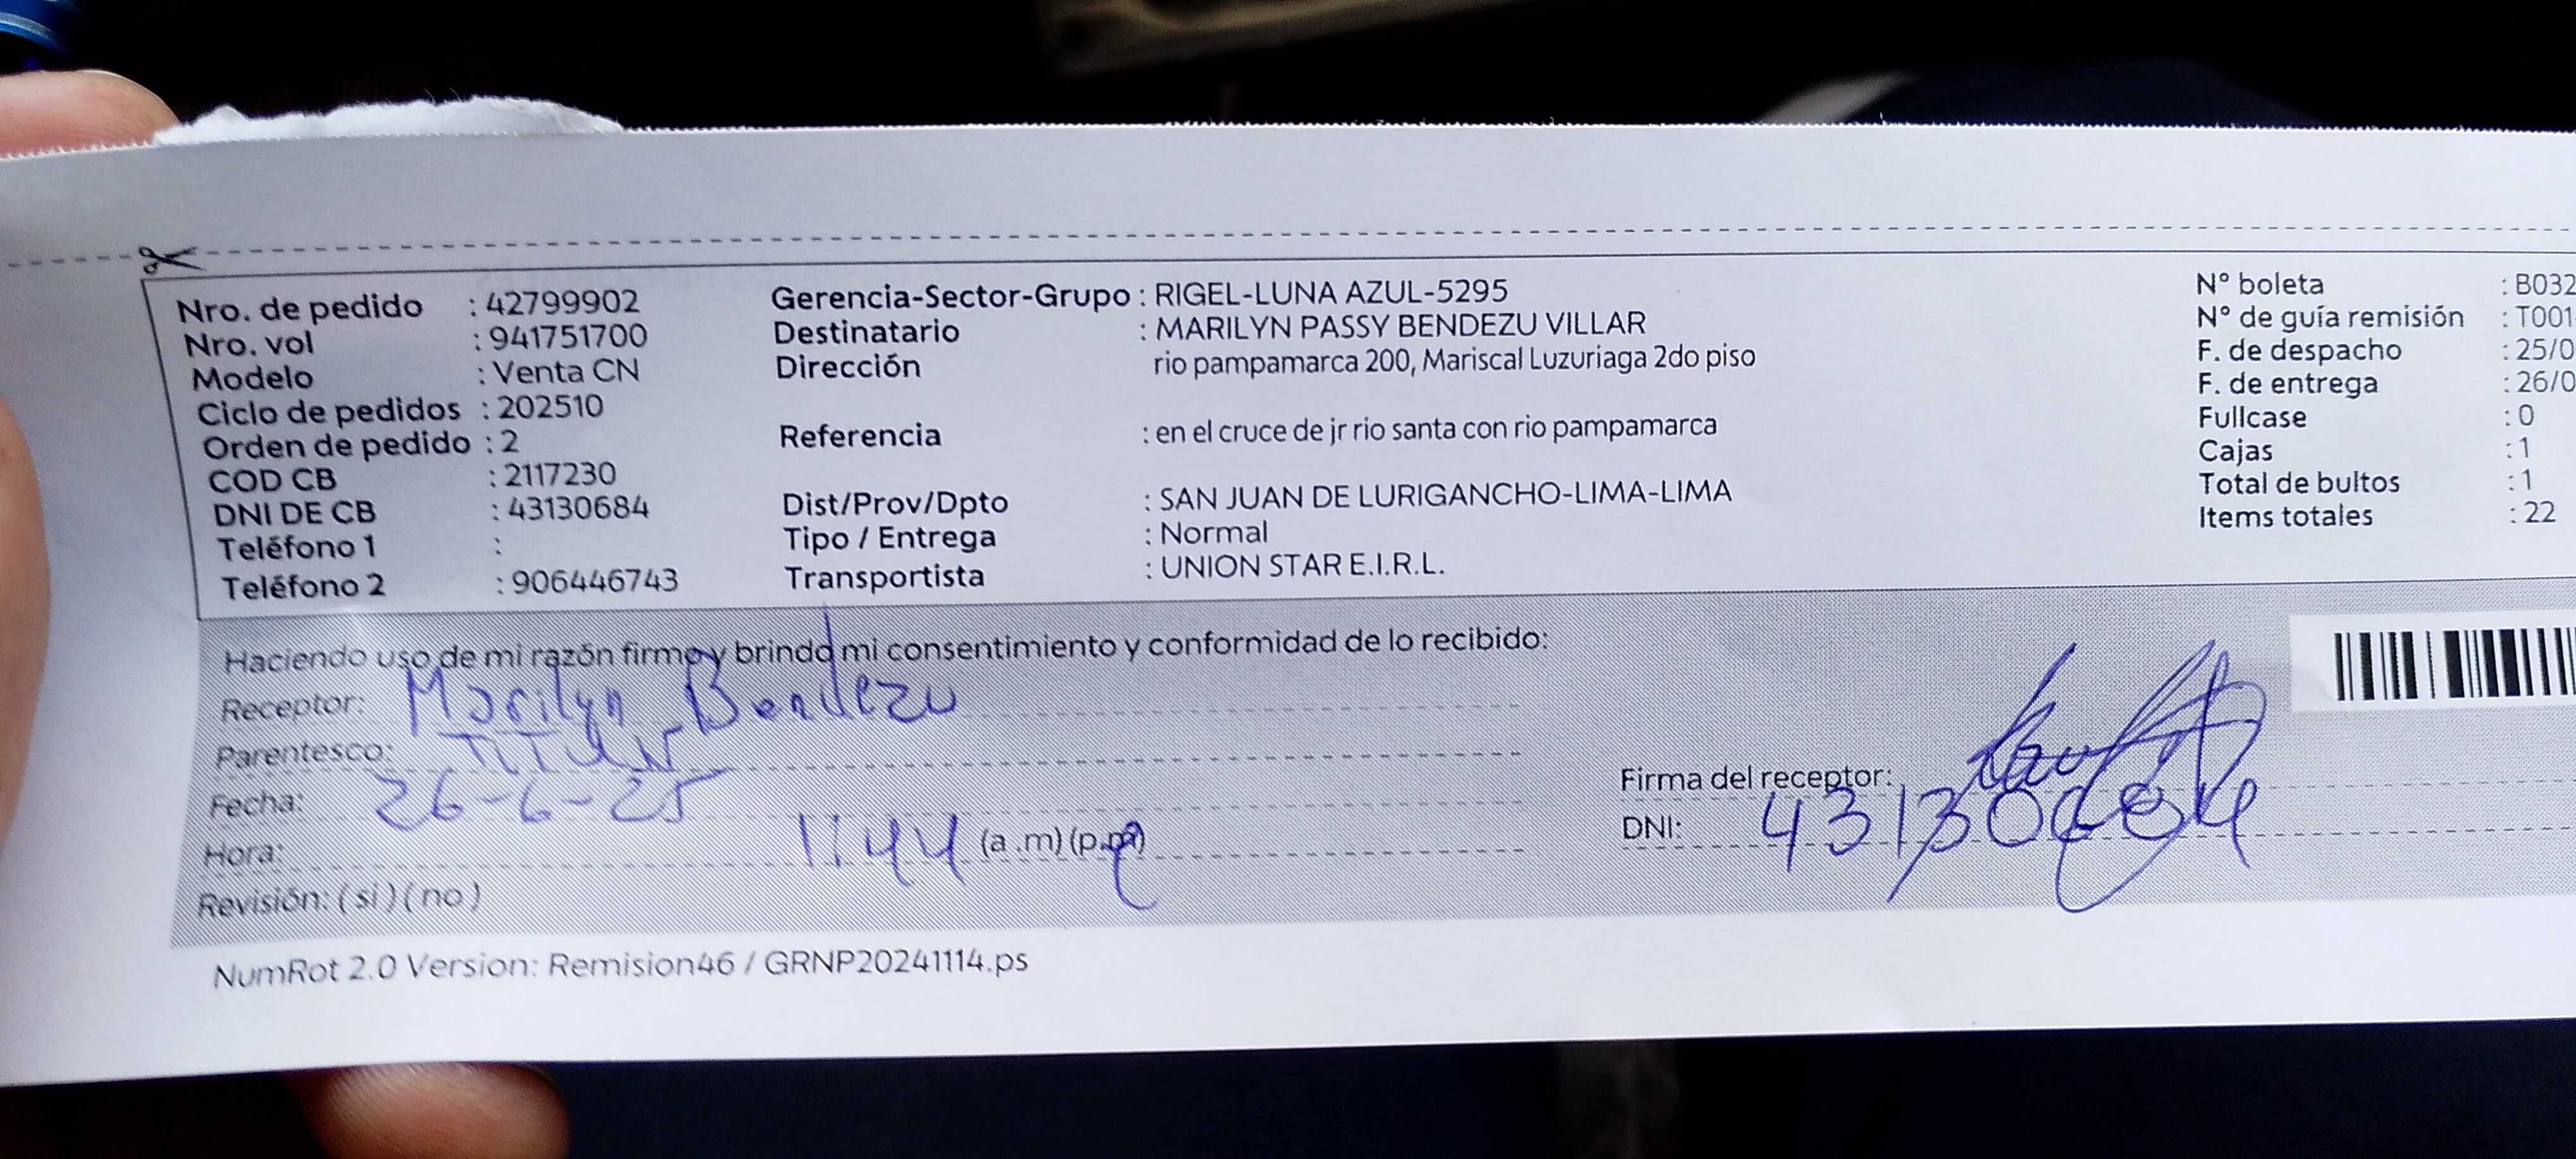 Nro. de pedido : 42799902
Nro. vol : 941751700
Modelo : Venta CN
Ciclo de pedidos : 202510
Orden de pedido : 2
COD CB : 2117230
DNI DE CB : 43130684
Teléfono 1 :
Teléfono 2 : 906446743
Gerencia-Sector-Grupo : RIGEL-LUNA AZUL-5295
Destinatario : MARILYN PASSY BENDEZU VILLAR
Dirección rio pampamarca 200, Mariscal Luzuriaga 2do piso
Referencia : en el cruce de jr rio santa con rio pampamarca
Dist/Prov/Dpto : SAN JUAN DE LURIGANCHO-LIMA-LIMA
Tipo / Entrega : Normal
Transportista : UNION STAR E.I.R.L.
N° boleta : B032
N° de guía remisión : T001
F. de despacho : 25/0
F. de entrega : 26/0
Fullcase : 0
Cajas : 1
Total de bultos : 1
Items totales : 22
Haciendo uso de mi razón firmo y brindo mi consentimiento y conformidad de lo recibido:
Receptor: Marilyn Bendezu
Parentesco: TITULAR
Fecha: 26-6-25
Hora: 11:44 (a.m) (p.m)
Revisión: ( si ) ( no )
Firma del receptor:
DNI: 43130684
NumRot 2.0 Version: Remision46 / GRNP20241114.ps